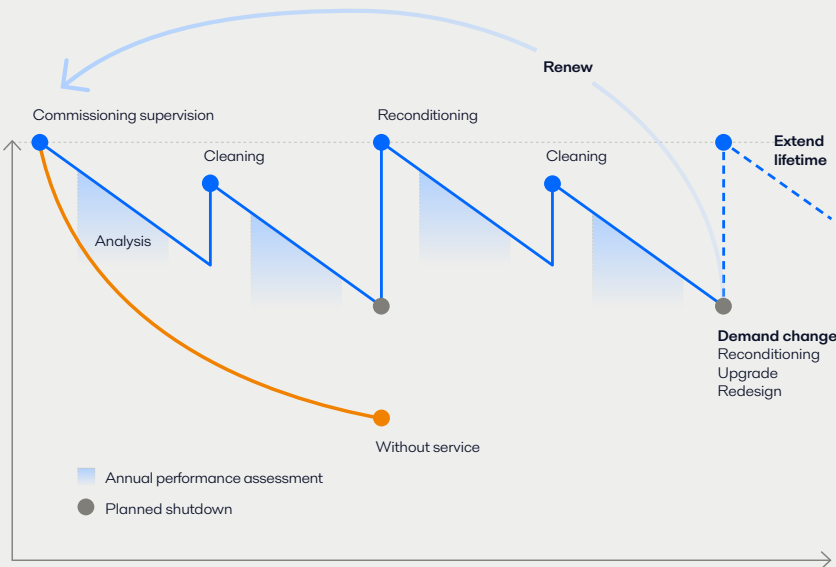 Renew
Commissioning supervision
Reconditioning
Extend
lifetime
Cleaning
Cleaning
Analysis
Demand change
Reconditioning
Upgrade
Redesign
Without service
Annual performance assessment
Planned shutdown